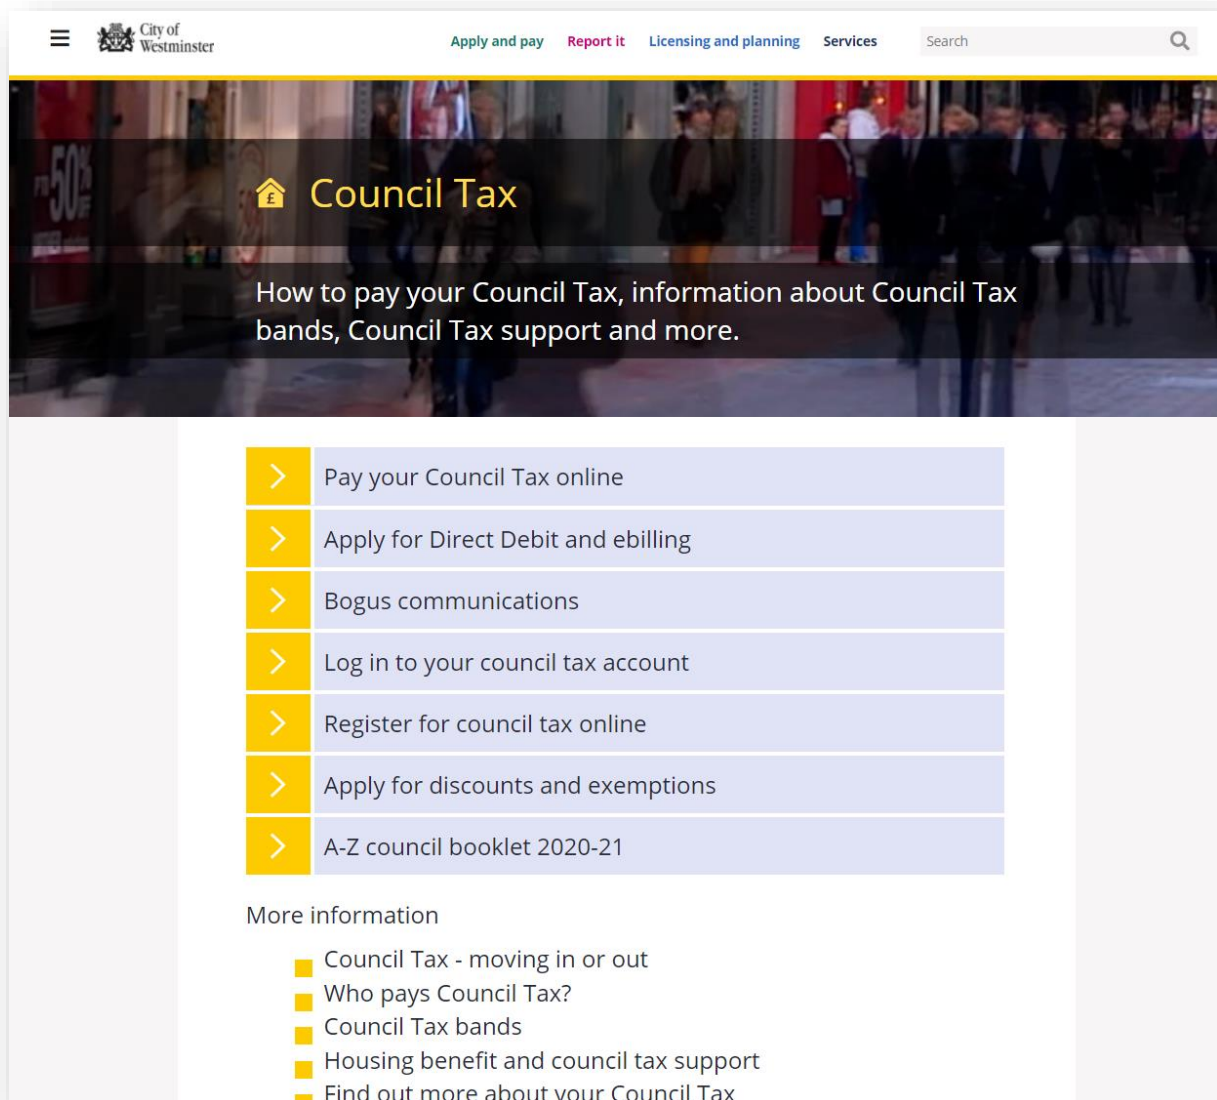 City of
Westminster
Apply and pay
Report it
Licensing and planning
Services
Search
50%
£ Council Tax
How to pay your Council Tax, information about Council Tax
bands, Council Tax support and more.
Pay your Council Tax online
Apply for Direct Debit and ebilling
Bogus communications
Log in to your council tax account
Register for council tax online
Apply for discounts and exemptions
A-Z council booklet 2020-21
More information
Council Tax - moving in or out
Who pays Council Tax?
Council Tax bands
Housing benefit and council tax support
Find out more about your Council Tax